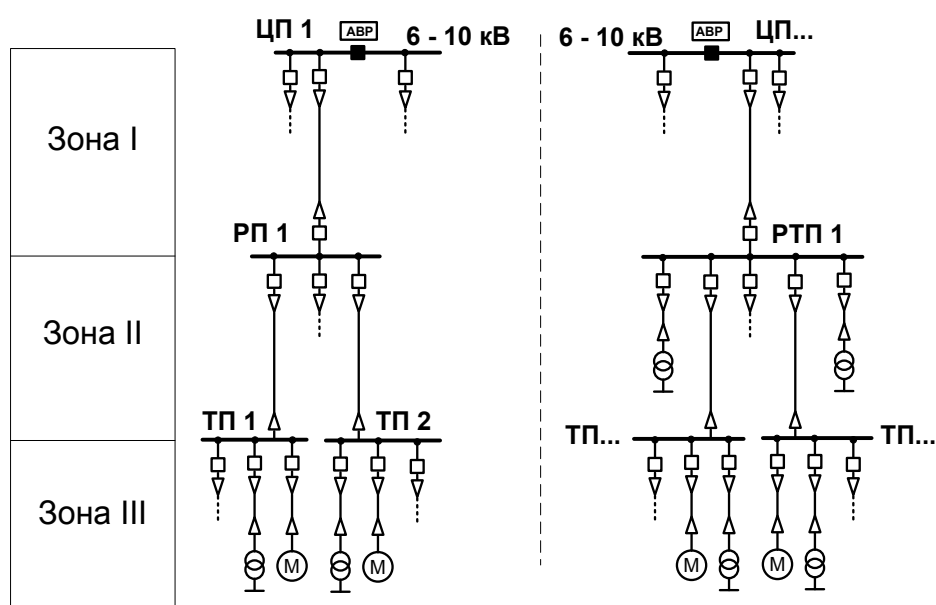 ЦП 1
АВР
6 - 10 кВ
6 - 10 кВ
АВР
ЦП...
Зона I
РП 1
РТП 1
Зона II
ТП 1
ТП 2
ТП...
ТП...
Зона III
М
М
М
М